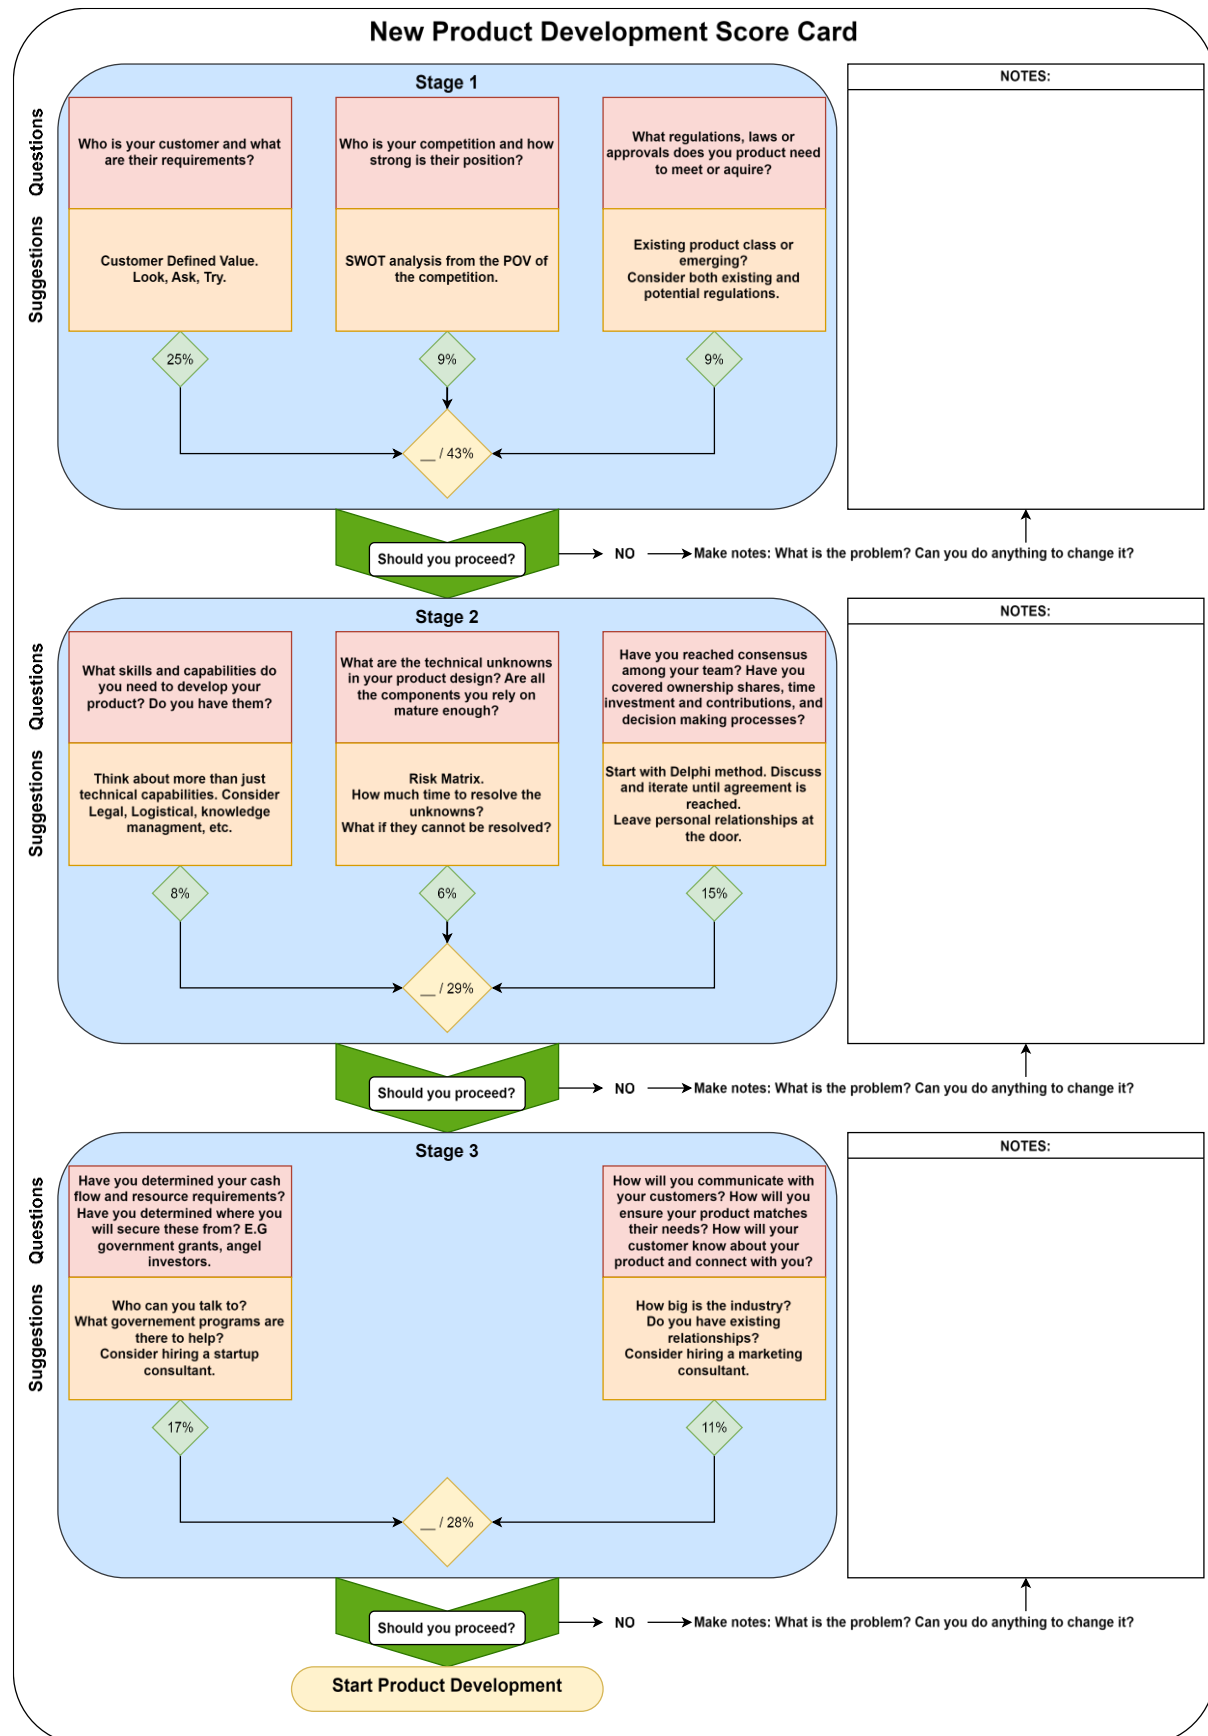 New Product Development Score Card
Stage 1
NOTES:
Questions
Who is your customer and what
are their requirements?
Who is your competition and how
strong is their position?
What regulations, laws or
approvals does you product need
to meet or aquire?
Suggestions
Customer Defined Value.
Look, Ask, Try.
SWOT analysis from the POV of
the competition.
Existing product class or
emerging?
Consider both existing and
potential regulations.
25%
9%
9%
__ / 43%
Should you proceed?
NO
Make notes: What is the problem? Can you do anything to change it?
Stage 2
NOTES:
Questions
What skills and capabilities do
you need to develop your
product? Do you have them?
What are the technical unknowns
in your product design? Are all
the components you rely on
mature enough?
Have you reached consensus
among your team? Have you
covered ownership shares, time
investment and contributions, and
decision making processes?
Suggestions
Think about more than just
technical capabilities. Consider
Legal, Logistical, knowledge
managment, etc.
Risk Matrix.
How much time to resolve the
unknowns?
What if they cannot be resolved?
Start with Delphi method. Discuss
and iterate until agreement is
reached.
Leave personal relationships at
the door.
8%
6%
15%
__ / 29%
Should you proceed?
NO
Make notes: What is the problem? Can you do anything to change it?
Stage 3
NOTES:
Questions
Have you determined your cash
flow and resource requirements?
Have you determined where you
will secure these from? E.G
government grants, angel
investors.
How will you communicate with
your customers? How will you
ensure your product matches
their needs? How will your
customer know about your
product and connect with you?
Suggestions
Who can you talk to?
What governement programs are
there to help?
Consider hiring a startup
consultant.
How big is the industry?
Do you have existing
relationships?
Consider hiring a marketing
consultant.
17%
11%
__ / 28%
Should you proceed?
NO
Make notes: What is the problem? Can you do anything to change it?
Start Product Development